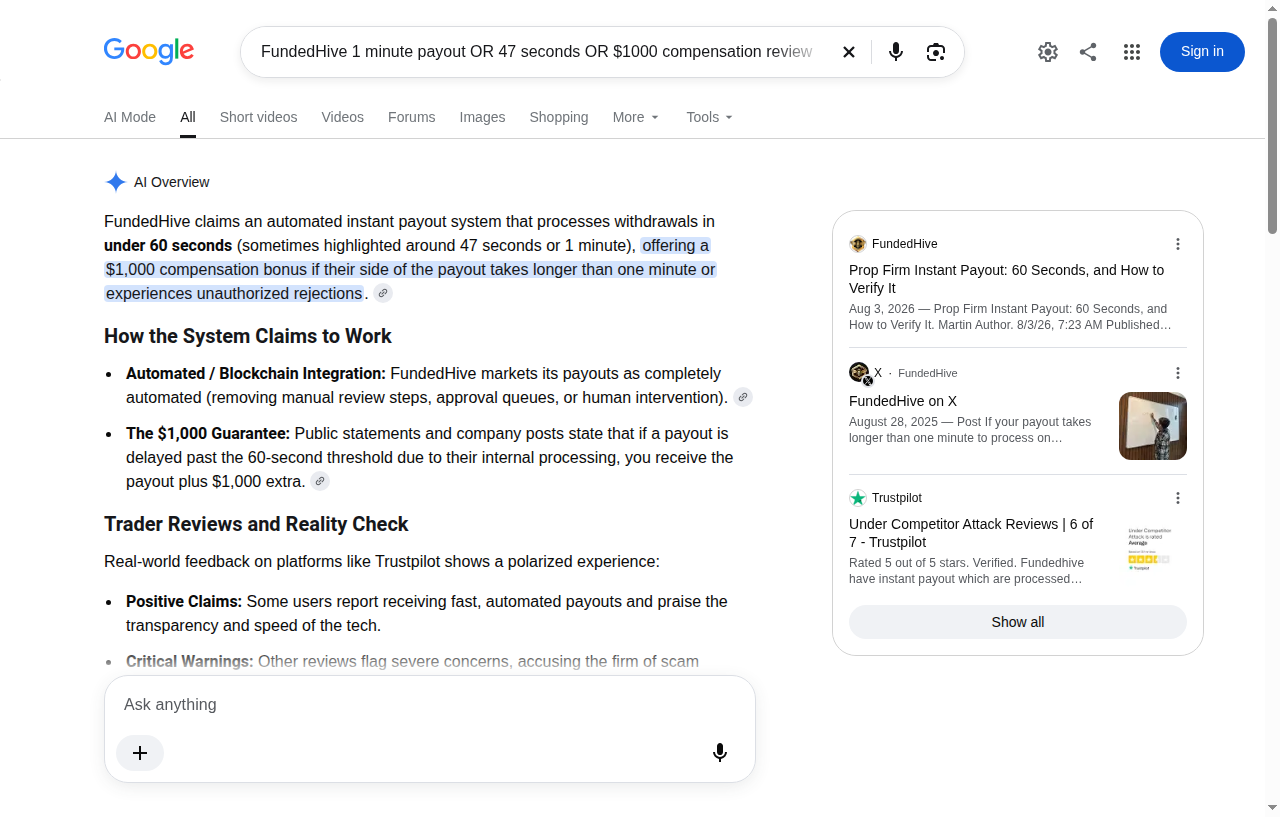 Google
FundedHive 1 minute payout OR 47 seconds OR $1000 compensation review
Sign in
AI Mode
All
Short videos
Videos
Forums
Images
Shopping
More
Tools
AI Overview
FundedHive claims an automated instant payout system that processes withdrawals in
under 60 seconds (sometimes highlighted around 47 seconds or 1 minute), offering a
$1,000 compensation bonus if their side of the payout takes longer than one minute or
experiences unauthorized rejections.
How the System Claims to Work
• Automated / Blockchain Integration: FundedHive markets its payouts as completely
automated (removing manual review steps, approval queues, or human intervention).
• The $1,000 Guarantee: Public statements and company posts state that if a payout is
delayed past the 60-second threshold due to their internal processing, you receive the
payout plus $1,000 extra.
Trader Reviews and Reality Check
Real-world feedback on platforms like Trustpilot shows a polarized experience:
• Positive Claims: Some users report receiving fast, automated payouts and praise the
transparency and speed of the tech.
• Critical Warnings: Other reviews flag severe concerns, accusing the firm of scam
Ask anything
FundedHive
Prop Firm Instant Payout: 60 Seconds, and How to
Verify It
Aug 3, 2026 — Prop Firm Instant Payout: 60 Seconds, and
How to Verify It. Martin Author. 8/3/26, 7:23 AM Published…
X · FundedHive
FundedHive on X
August 28, 2025 — Post If your payout takes
longer than one minute to process on…
Trustpilot
Under Competitor Attack Reviews | 6 of
7 - Trustpilot
Rated 5 out of 5 stars. Verified. Fundedhive
have instant payout which are processed…
Under Competitor
Attack is rated
Average
Trustpilot
Show all